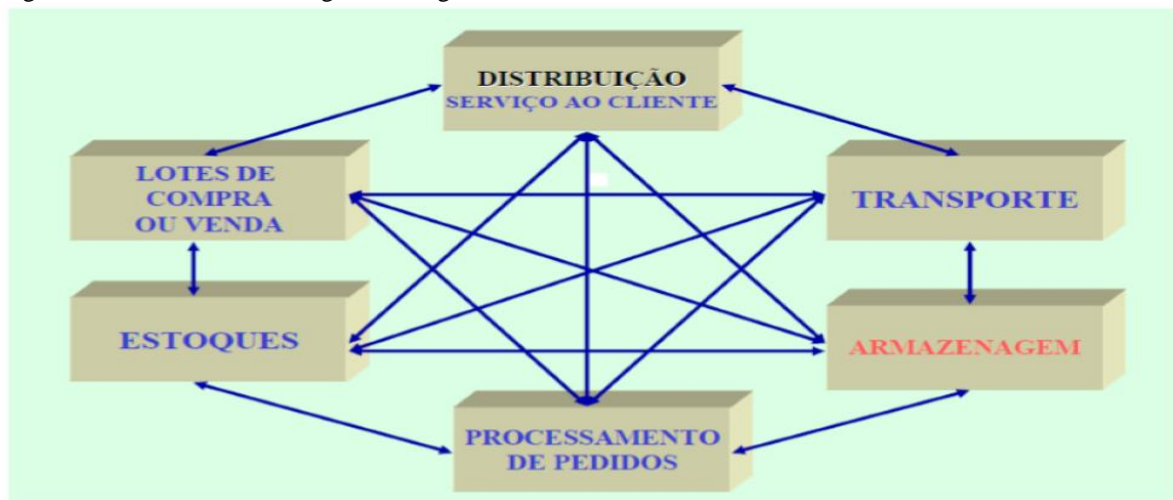 DISTRIBUIÇÃO
SERVIÇO AO CLIENTE
LOTES DE
COMPRA
OU VENDA
TRANSPORTE
ESTOQUES
ARMAZENAGEM
PROCESSAMENTO
DE PEDIDOS